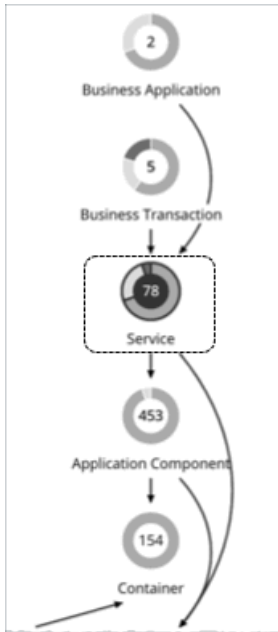 2
Business Application
5
Business Transaction
78
Service
453
Application Component
154
Container